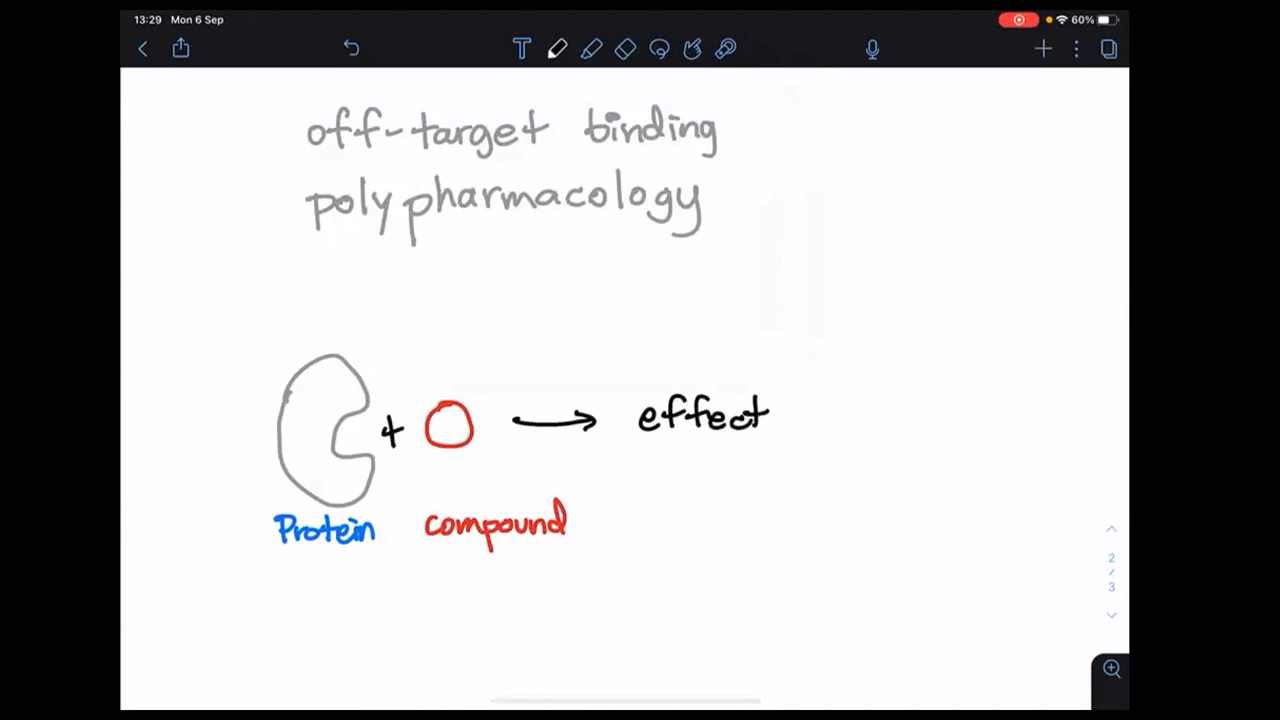 13:29 Mon 6 Sep
60%
off-target binding
polypharmacology
+ → effect
Protein compound
2
/
3